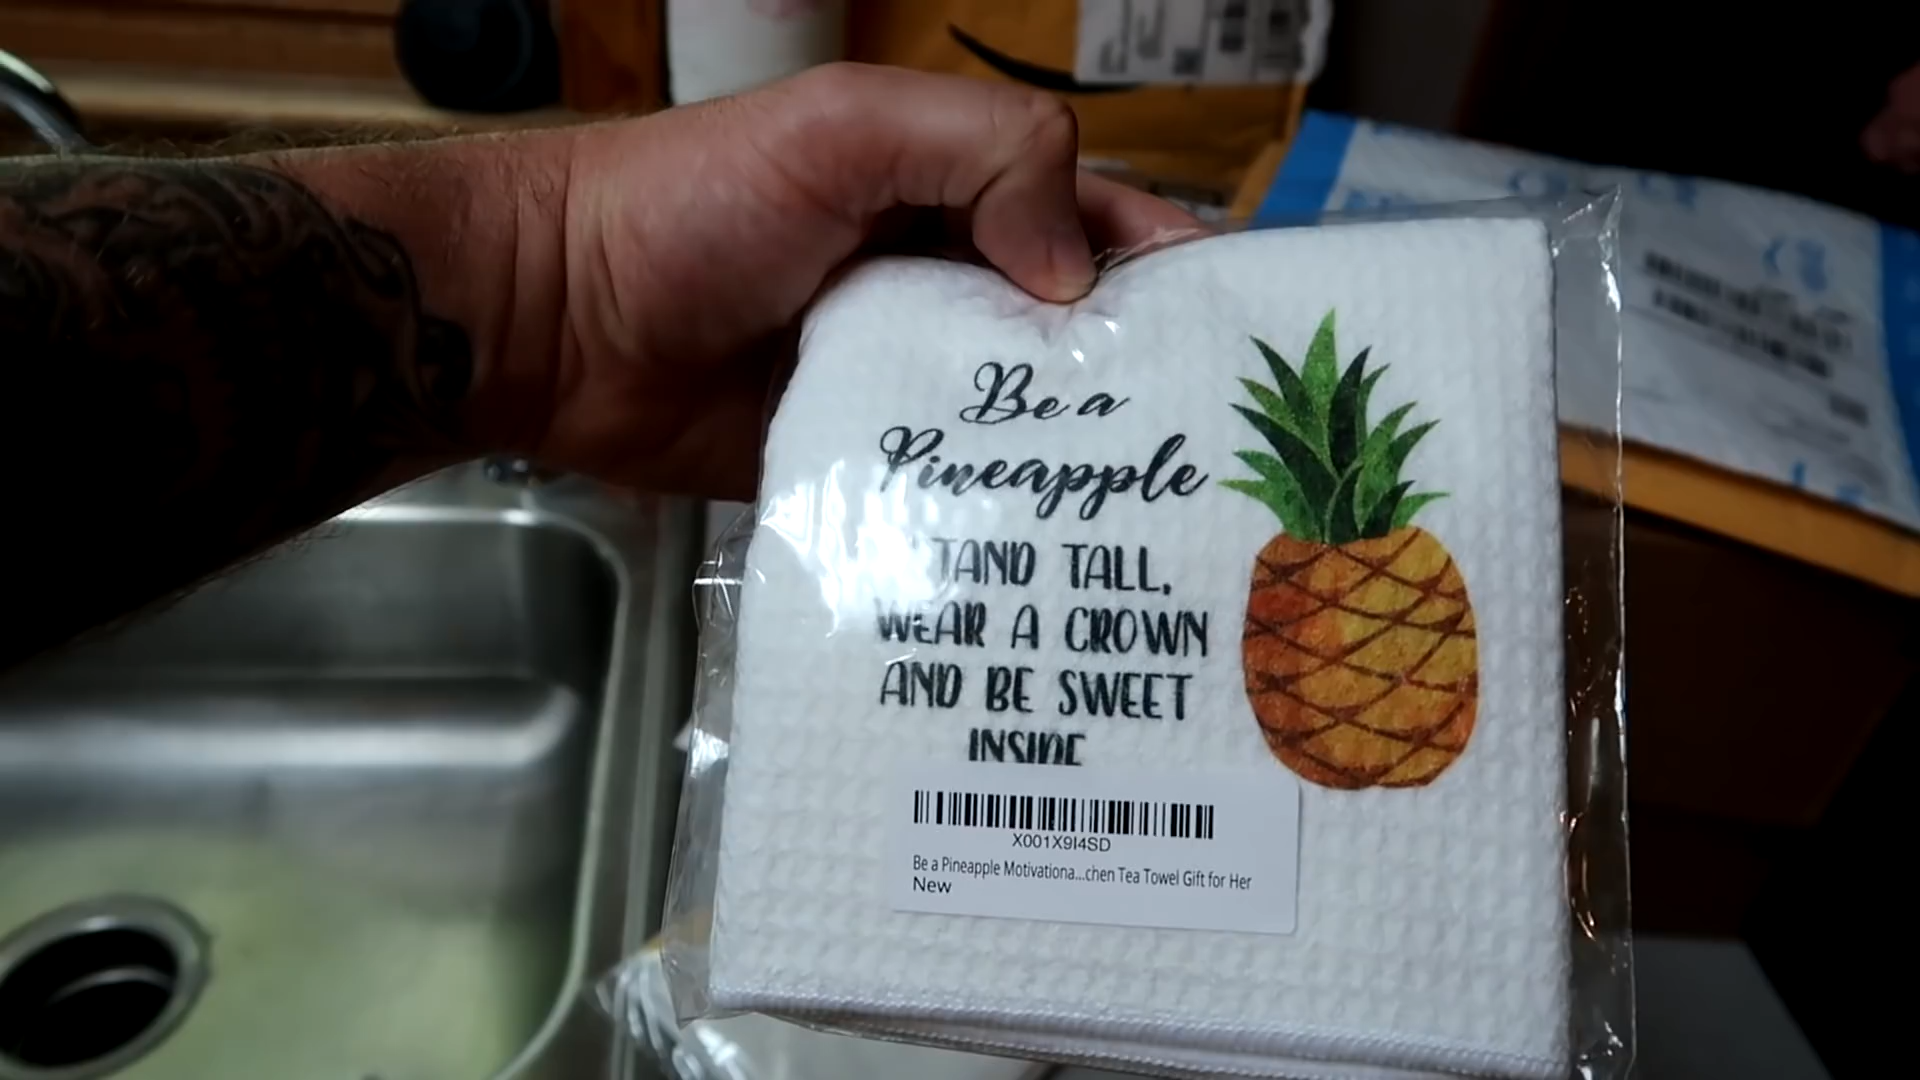 Be a
Pineapple
TAND TALL,
WEAR A CROWN
AND BE SWEET
INSIDE
X001X9I4SD
Be a Pineapple Motivationa...chen Tea Towel Gift for Her
New